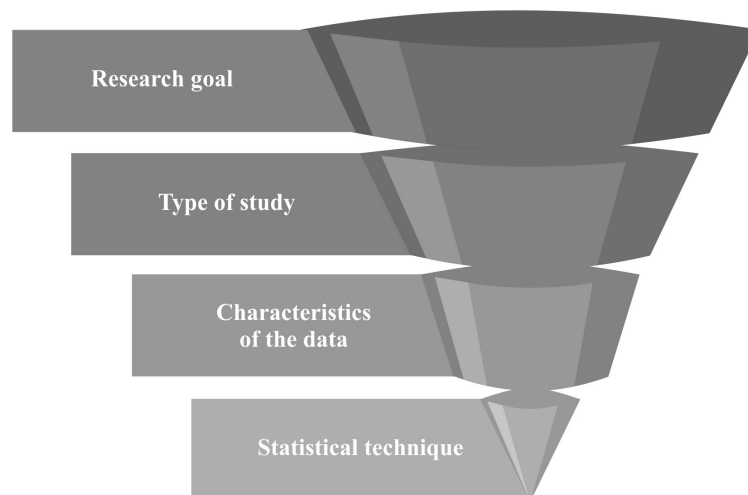 Research goal
Type of study
Characteristics
of the data
Statistical technique